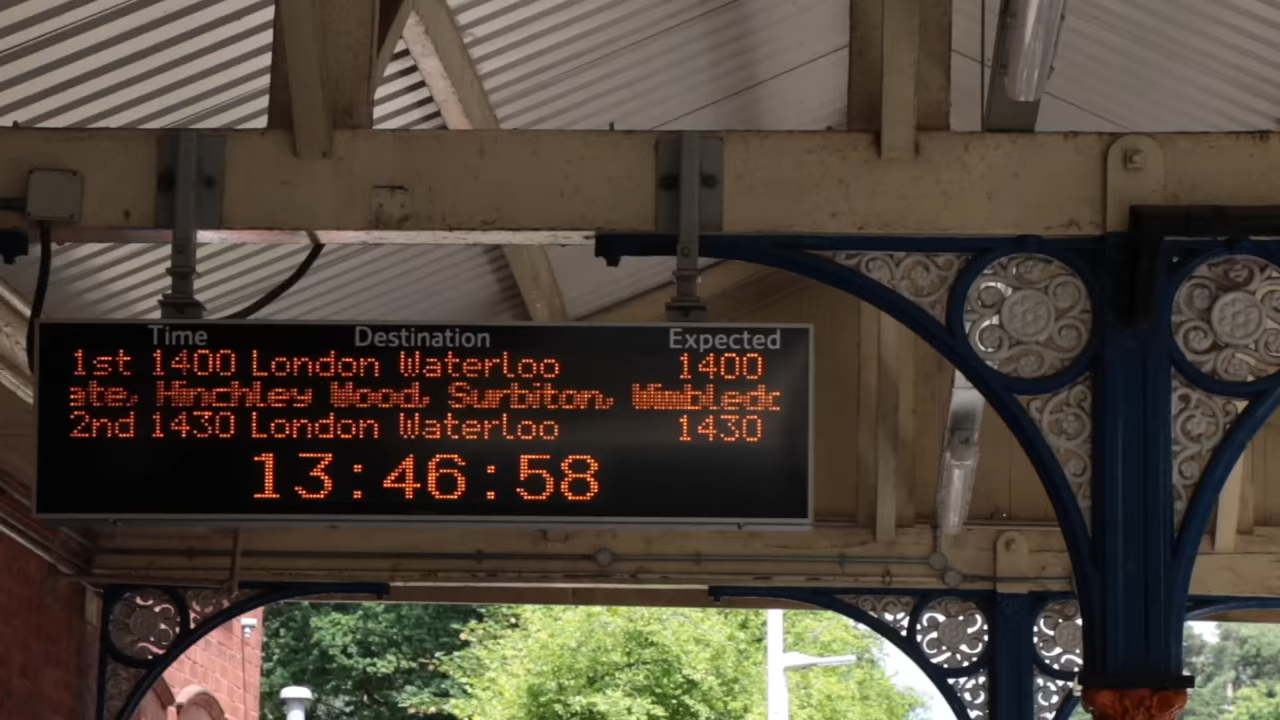 Time Destination Expected
1st 1400 London Waterloo 1400
ate, Hinchley Wood, Surbiton, Wimbledo
2nd 1430 London Waterloo 1430
13:46:58